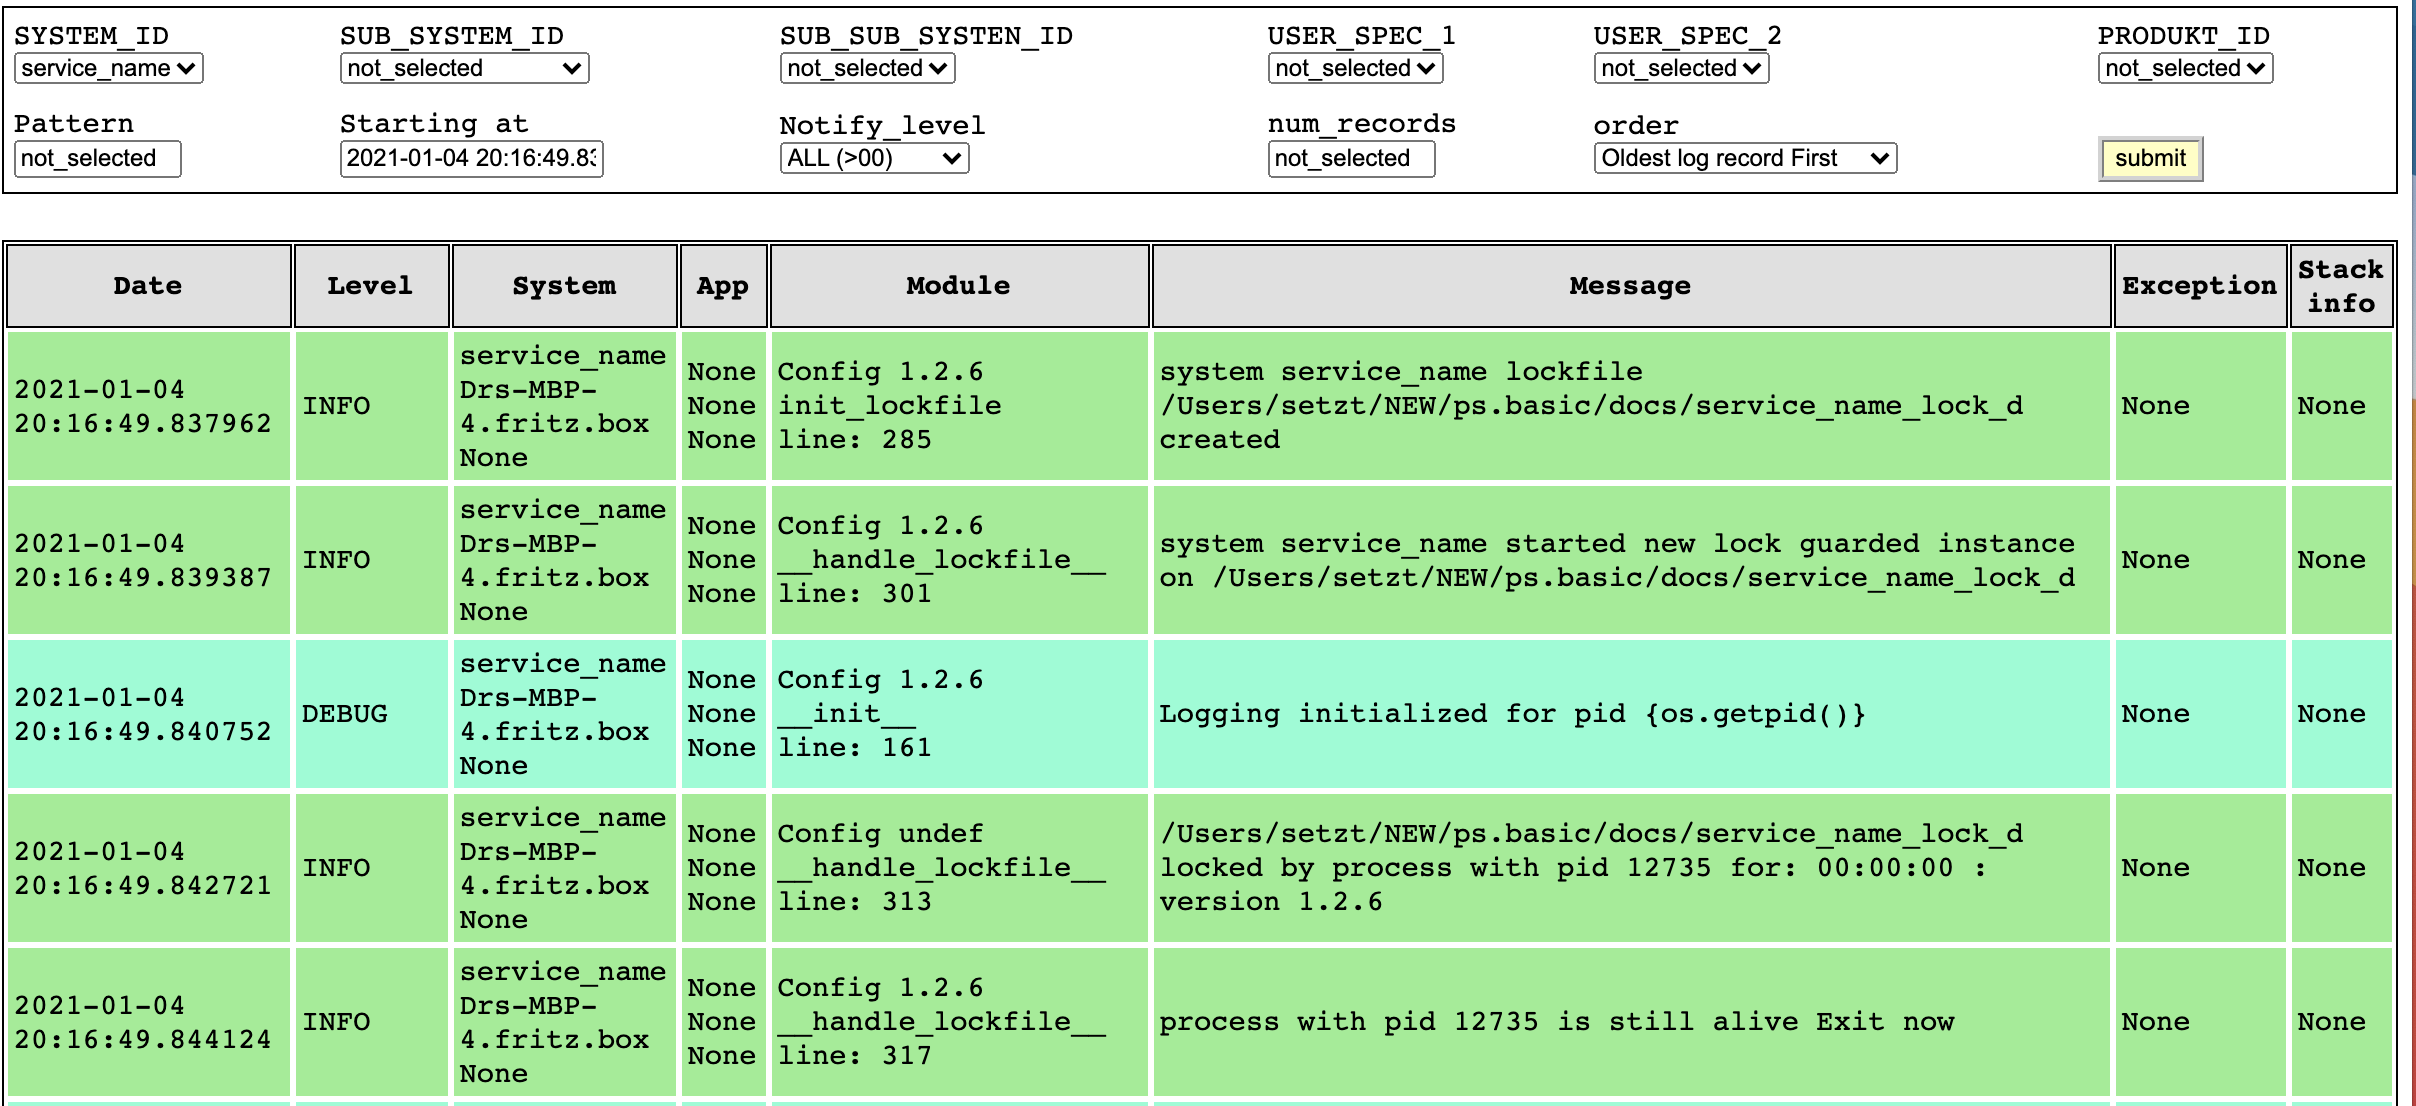 SYSTEM_ID SUB_SYSTEM_ID SUB_SUB_SYSTEN_ID USER_SPEC_1 USER_SPEC_2 PRODUKT_ID
service_name not_selected not_selected not_selected not_selected not_selected
Pattern Starting at Notify_level num_records order
not_selected 2021-01-04 20:16:49.83 ALL (>00) not_selected Oldest log record First submit
Date Level System App Module Message Exception Stack info
2021-01-04
20:16:49.837962
INFO
service_name
Drs-MBP-
4.fritz.box
None
None
None
None
Config 1.2.6
init_lockfile
line: 285
system service_name lockfile
/Users/setzt/NEW/ps.basic/docs/service_name_lock_d
created
None
None
2021-01-04
20:16:49.839387
INFO
service_name
Drs-MBP-
4.fritz.box
None
None
None
None
Config 1.2.6
__handle_lockfile__
line: 301
system service_name started new lock guarded instance
on /Users/setzt/NEW/ps.basic/docs/service_name_lock_d
None
None
2021-01-04
20:16:49.840752
DEBUG
service_name
Drs-MBP-
4.fritz.box
None
None
None
None
Config 1.2.6
__init__
line: 161
Logging initialized for pid {os.getpid()}
None
None
2021-01-04
20:16:49.842721
INFO
service_name
Drs-MBP-
4.fritz.box
None
None
None
None
Config undef
__handle_lockfile__
line: 313
/Users/setzt/NEW/ps.basic/docs/service_name_lock_d
locked by process with pid 12735 for: 00:00:00 :
version 1.2.6
None
None
2021-01-04
20:16:49.844124
INFO
service_name
Drs-MBP-
4.fritz.box
None
None
None
None
Config 1.2.6
__handle_lockfile__
line: 317
process with pid 12735 is still alive Exit now
None
None